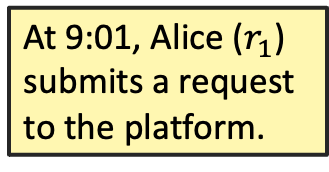 At 9:01, Alice (r₁)
submits a request
to the platform.